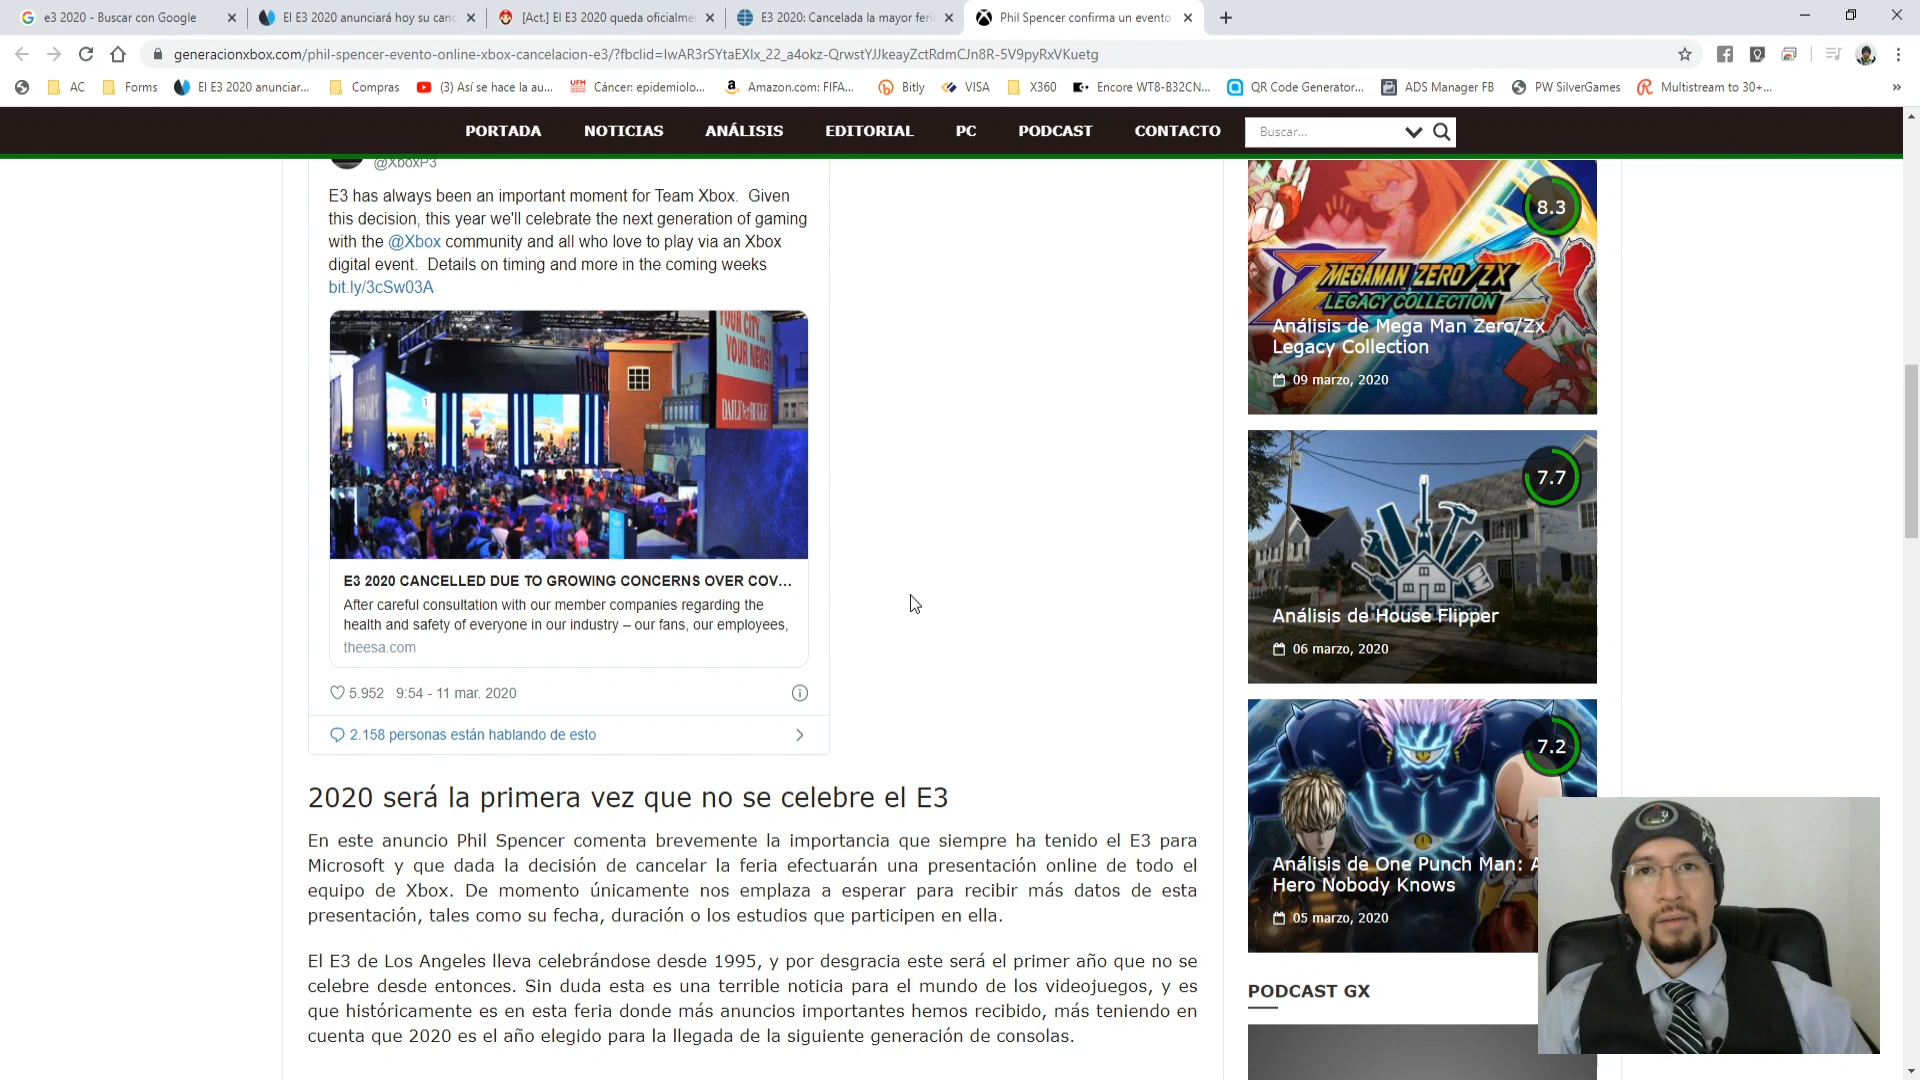 e3 2020 - Buscar con Google
El E3 2020 anunciará hoy su canc
[Act.] El E3 2020 queda oficialme
E3 2020: Cancelada la mayor feri
Phil Spencer confirma un evento
generacionxbox.com/phil-spencer-evento-online-xbox-cancelacion-e3/?fbclid=IwAR3rSYtaEXIx_22_a4okz-QrwstYJJkeayZctRdmCJn8R-5V9pyRxVKuetg
AC
Forms
El E3 2020 anunciar...
Compras
(3) Así se hace la au...
UFM
Cáncer: epidemiolo...
Amazon.com: FIFA...
Bitly
VISA
X360
Encore WT8-B32CN...
QR Code Generator...
ADS Manager FB
PW SilverGames
Multistream to 30+...
PORTADA
NOTICIAS
ANÁLISIS
EDITORIAL
PC
PODCAST
CONTACTO
Buscar...
@XboxP3
E3 has always been an important moment for Team Xbox. Given
this decision, this year we'll celebrate the next generation of gaming
with the @Xbox community and all who love to play via an Xbox
digital event. Details on timing and more in the coming weeks
bit.ly/3cSw03A
YOUR CITY...
YOUR NEWS!
DAILY BUGLE
E3 2020 CANCELLED DUE TO GROWING CONCERNS OVER COV...
After careful consultation with our member companies regarding the
health and safety of everyone in our industry – our fans, our employees,
theesa.com
5.952 9:54 - 11 mar. 2020
2.158 personas están hablando de esto
2020 será la primera vez que no se celebre el E3
En este anuncio Phil Spencer comenta brevemente la importancia que siempre ha tenido el E3 para
Microsoft y que dada la decisión de cancelar la feria efectuarán una presentación online de todo el
equipo de Xbox. De momento únicamente nos emplaza a esperar para recibir más datos de esta
presentación, tales como su fecha, duración o los estudios que participen en ella.
El E3 de Los Angeles lleva celebrándose desde 1995, y por desgracia este será el primer año que no se
celebre desde entonces. Sin duda esta es una terrible noticia para el mundo de los videojuegos, y es
que históricamente es en esta feria donde más anuncios importantes hemos recibido, más teniendo en
cuenta que 2020 es el año elegido para la llegada de la siguiente generación de consolas.
8.3
MEGAMAN ZERO/ZX
LEGACY COLLECTION
Análisis de Mega Man Zero/Zx
Legacy Collection
09 marzo, 2020
7.7
HOUSE FLIPPER
Análisis de House Flipper
06 marzo, 2020
7.2
Análisis de One Punch Man: A
Hero Nobody Knows
05 marzo, 2020
PODCAST GX